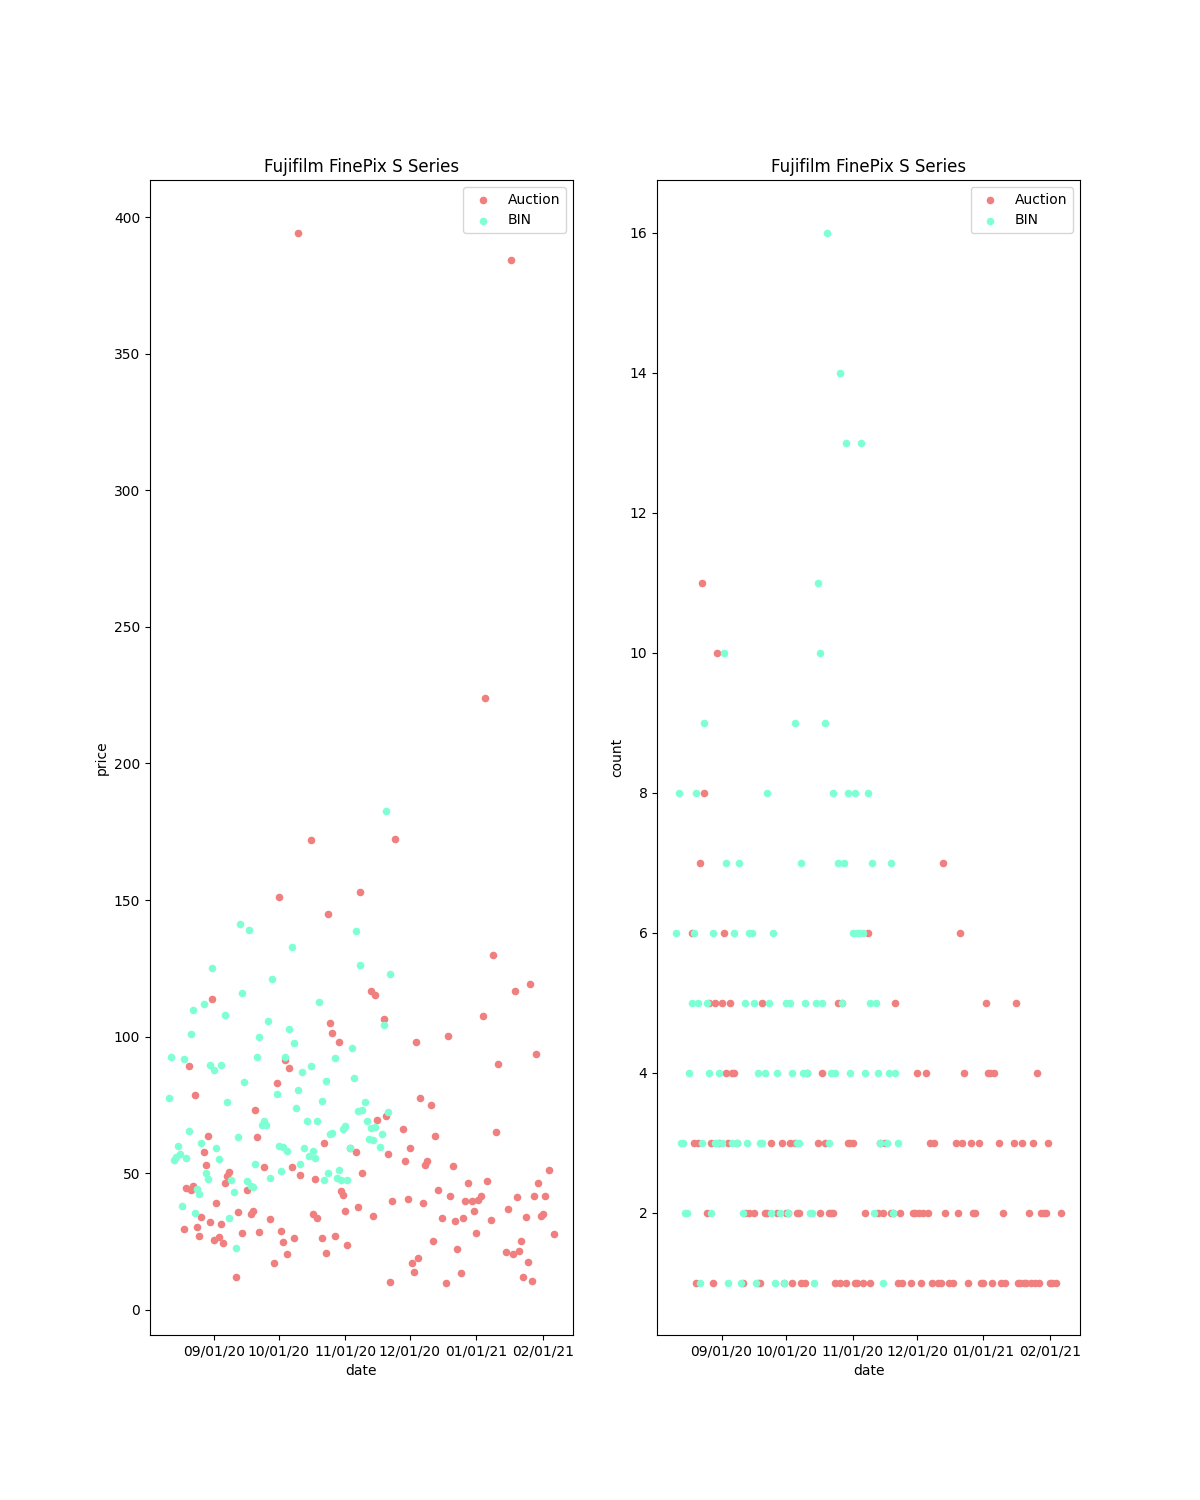 Fujifilm FinePix S Series
Auction
BIN
400
350
300
250
200
150
100
50
0
price
09/01/20 10/01/20 11/01/20 12/01/20 01/01/21 02/01/21
date
Fujifilm FinePix S Series
Auction
BIN
16
14
12
10
8
6
4
2
count
09/01/20 10/01/20 11/01/20 12/01/20 01/01/21 02/01/21
date